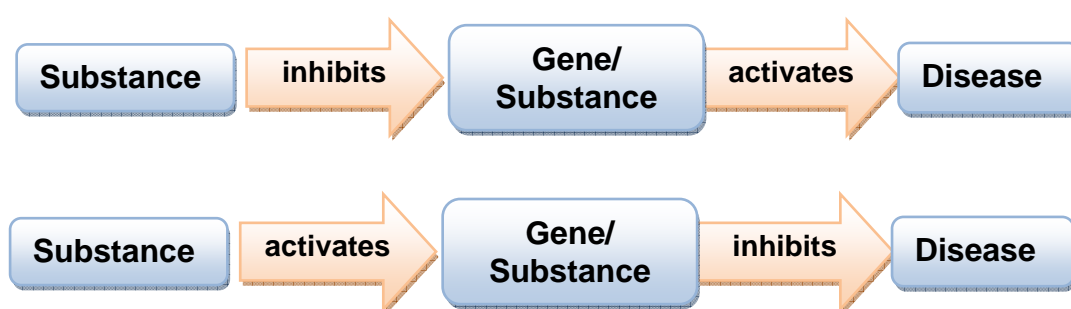 Substance
inhibits
Gene/
Substance
activates
Disease
Substance
activates
Gene/
Substance
inhibits
Disease